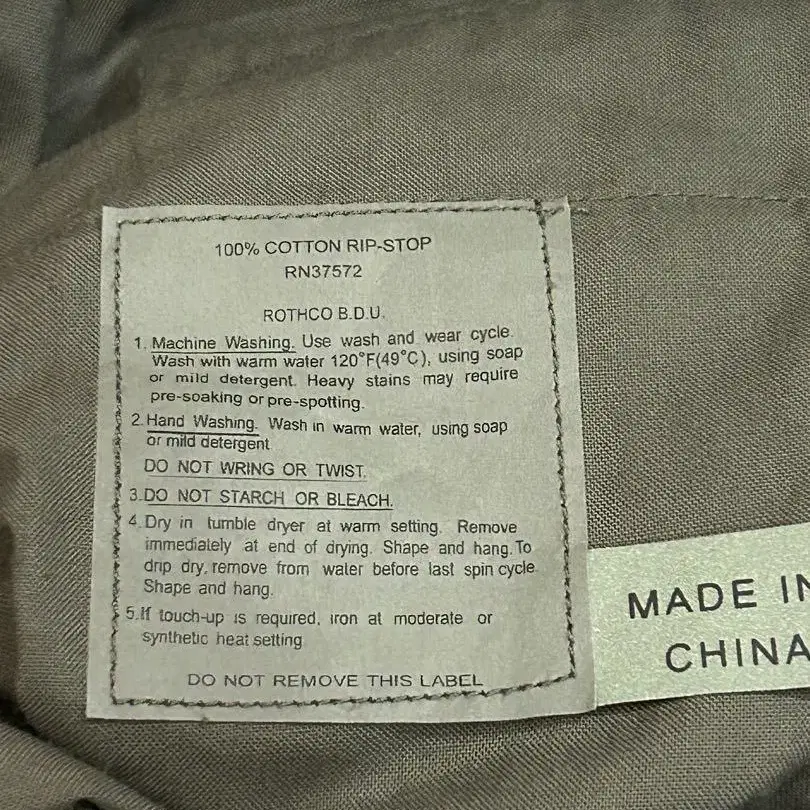 100% COTTON RIP-STOP
RN37572
ROTHCO B.D.U.
1. Machine Washing. Use wash and wear cycle.
Wash with warm water 120°F(49°C), using soap
or mild detergent. Heavy stains may require
pre-soaking or pre-spotting.
2. Hand Washing. Wash in warm water, using soap
or mild detergent
DO NOT WRING OR TWIST.
3.DO NOT STARCH OR BLEACH.
4.Dry in tumble dryer at warm setting. Remove
immediately at end of drying. Shape and hang.To
drip dry, remove from water before last spin cycle.
Shape and hang.
5.If touch-up is required, iron at moderate or
synthetic heat setting
DO NOT REMOVE THIS LABEL
MADE IN
CHINA